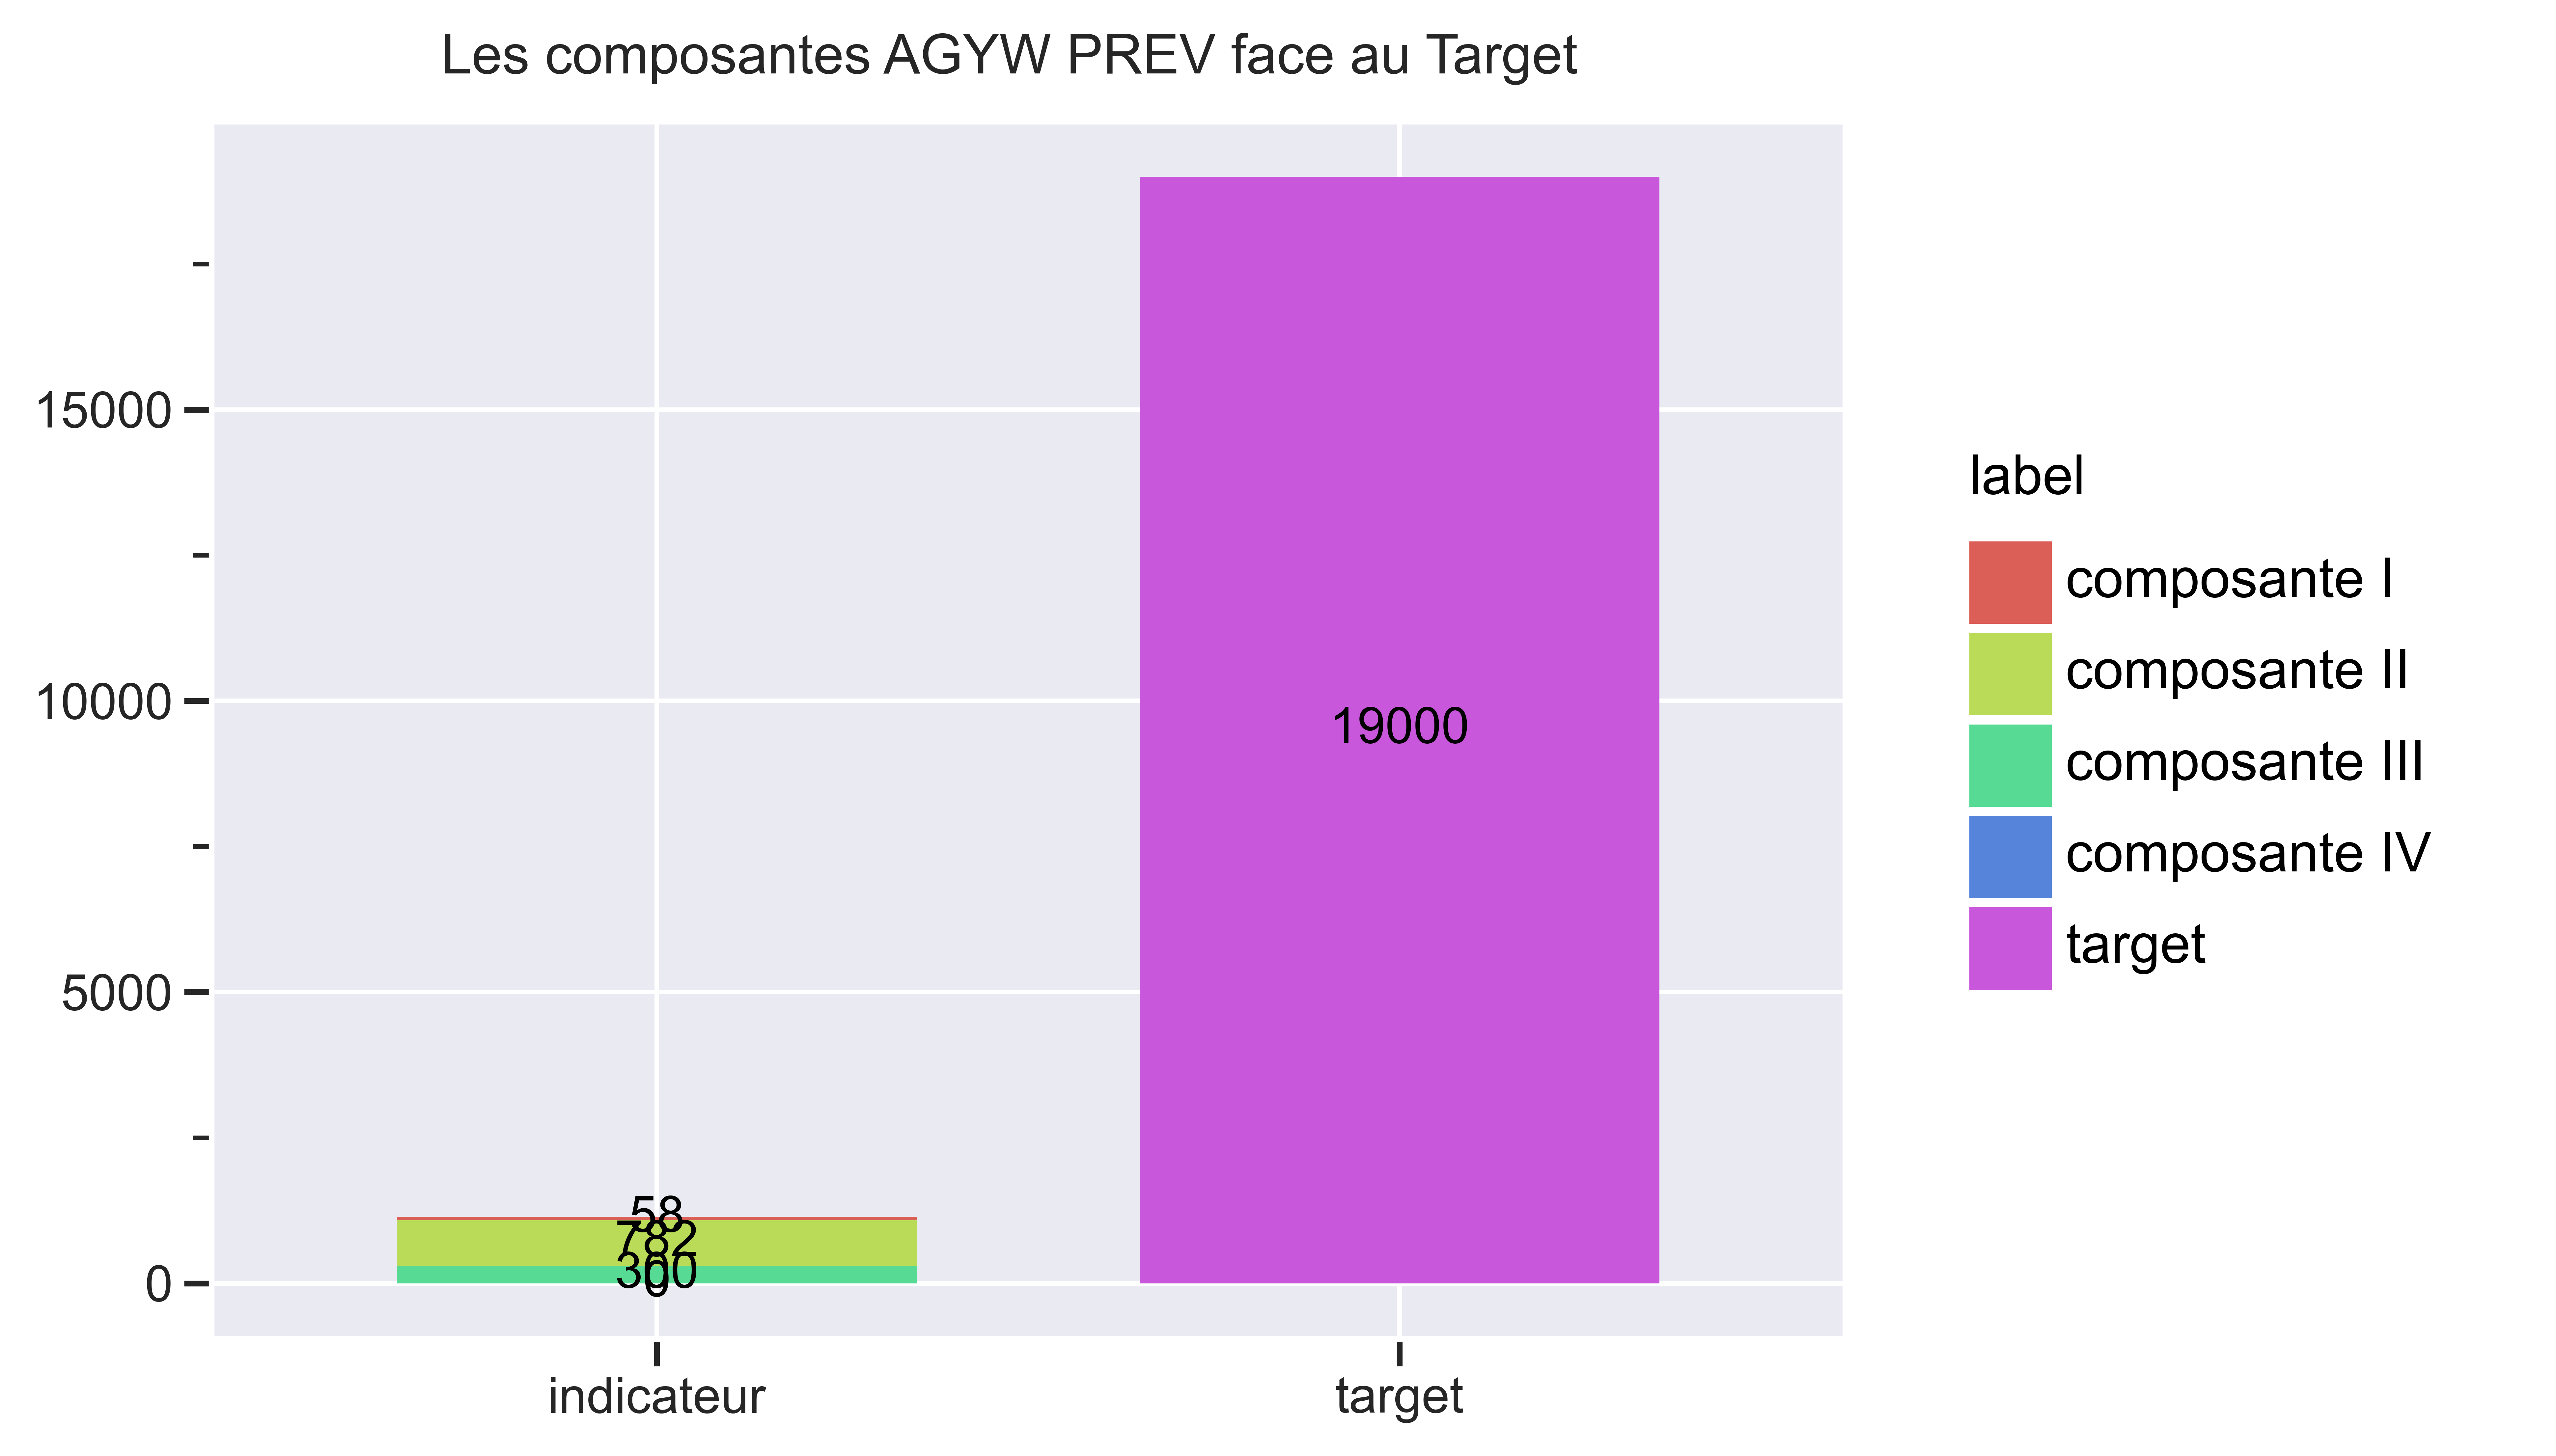 Les composantes AGYW PREV face au Target
15000
10000
5000
0
19000
58
782
300
0
indicateur
target
label
composante I
composante II
composante III
composante IV
target